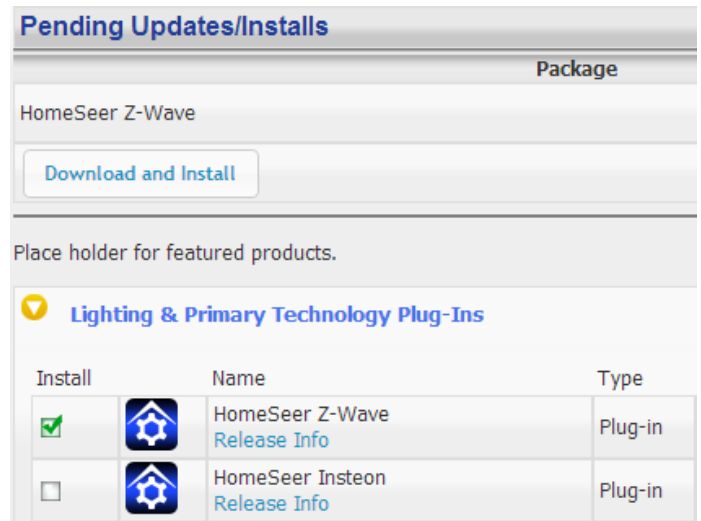 Pending Updates/Installs
Package
HomeSeer Z-Wave
Download and Install
Place holder for featured products.
Lighting & Primary Technology Plug-Ins
Install Name Type
HomeSeer Z-Wave
Release Info
Plug-in
HomeSeer Insteon
Release Info
Plug-in